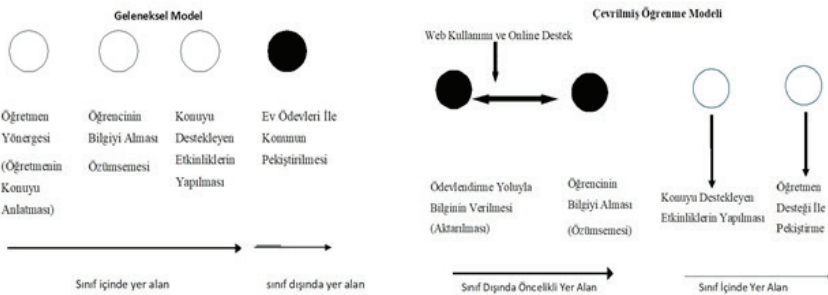 Geleneksel Model
Öğretmen
Yönergesi
(Öğretmenin
Konuyu
Anlatması)
Öğrencinin
Bilgiyi Alması
Özümsemesi
Konuyu
Destekleyen
Etkinliklerin
Yapılması
Ev Ödevleri İle
Konunun
Pekiştirilmesi
Sınıf içinde yer alan
sınıf dışında yer alan
Çevrilmiş Öğrenme Modeli
Web Kullanımı ve Online Destek
Ödevlendirme Yoluyla
Bilginin Verilmesi
(Aktarılması)
Öğrencinin
Bilgiyi Alması
(Özümsemesi)
Konuyu Destekleyen
Etkinliklerin Yapılması
Öğretmen
Desteği İle
Pekiştirme
Sınıf Dışında Öncelikli Yer Alan
Sınıf İçinde Yer Alan